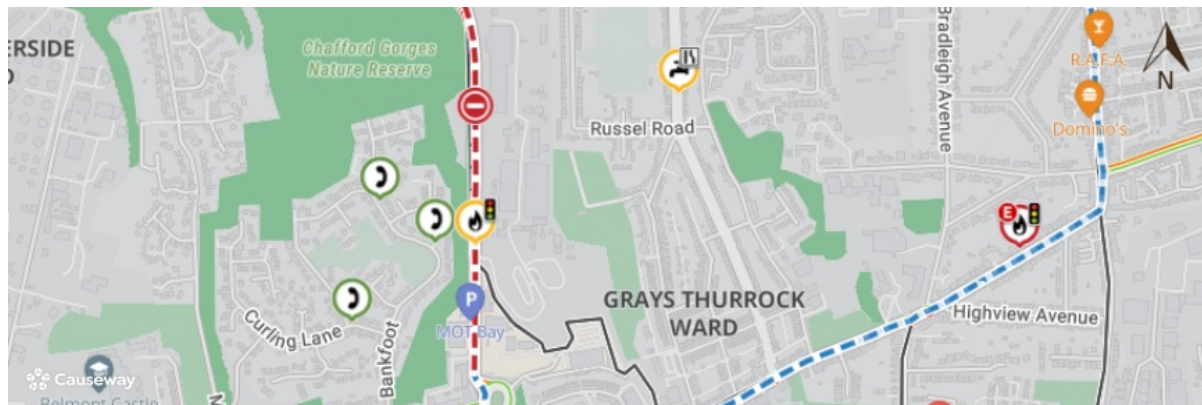 ERSIDE
Chafford Gorges
Nature Reserve
Bradleigh Avenue
R.A.F.A.
N
Domino's
Russel Road
E
P
MOT Bay
GRAYS THURROCK
WARD
Highview Avenue
Curling Lane
Bankfoot
Causeway
Belmont Castle